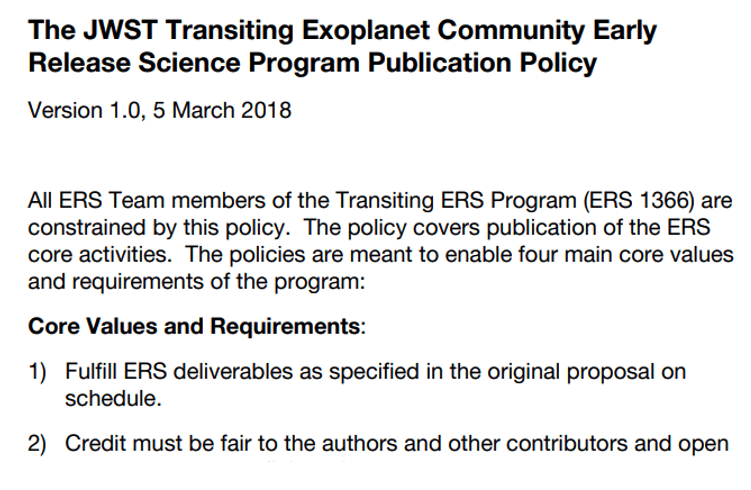 The JWST Transiting Exoplanet Community Early
Release Science Program Publication Policy
Version 1.0, 5 March 2018
All ERS Team members of the Transiting ERS Program (ERS 1366) are
constrained by this policy.  The policy covers publication of the ERS
core activities.  The policies are meant to enable four main core values
and requirements of the program:
Core Values and Requirements:
1) Fulfill ERS deliverables as specified in the original proposal on
schedule.
2) Credit must be fair to the authors and other contributors and open